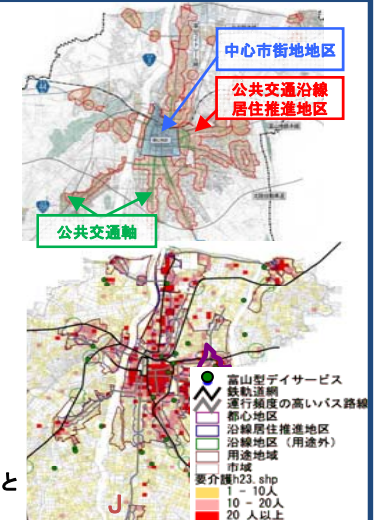 中心市街地地区
公共交通沿線
居住推進地区
公共交通軸
富山型デイサービス
鉄軌道網
運行頻度の高いバス路線
都心地区
沿線居住推進地区
沿線地区（用途外）
用途地域
市域
要介護h23.shp
1 - 10人
10 - 20人
20 人以上
と
J